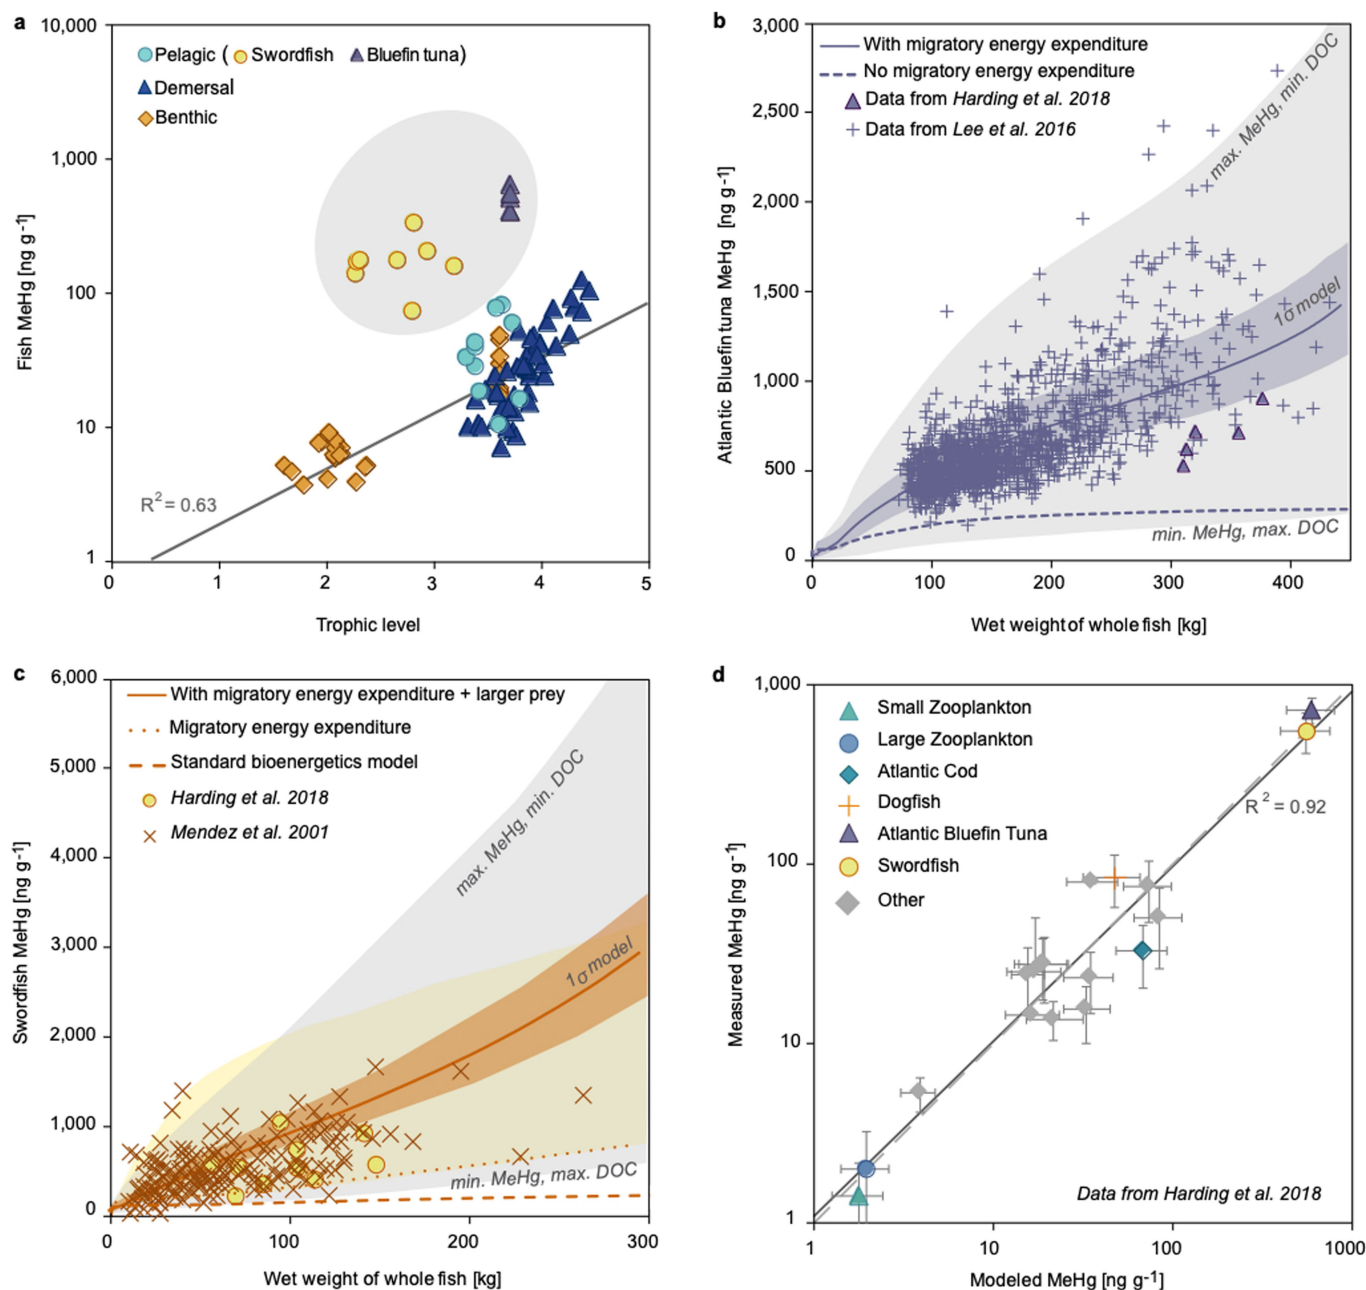 a
10,000
1,000
100
10
1
Fish MeHg [ng g⁻¹]
Pelagic ( Swordfish Bluefin tuna)
Demersal
Benthic
R² = 0.63
0 1 2 3 4 5
Trophic level
b
3,000
2,500
2,000
1,500
1,000
500
0
Atlantic Bluefin tuna MeHg [ng g⁻¹]
With migratory energy expenditure
No migratory energy expenditure
Data from Harding et al. 2018
Data from Lee et al. 2016
max. MeHg, min. DOC
1σ model
min. MeHg, max. DOC
0 100 200 300 400
Wet weight of whole fish [kg]
c
6,000
5,000
4,000
3,000
2,000
1,000
0
Swordfish MeHg [ng g⁻¹]
With migratory energy expenditure + larger prey
Migratory energy expenditure
Standard bioenergetics model
Harding et al. 2018
Mendez et al. 2001
max. MeHg, min. DOC
1σ model
min. MeHg, max. DOC
0 100 200 300
Wet weight of whole fish [kg]
d
1,000
100
10
1
Measured MeHg [ng g⁻¹]
Small Zooplankton
Large Zooplankton
Atlantic Cod
Dogfish
Atlantic Bluefin Tuna
Swordfish
Other
R² = 0.92
Data from Harding et al. 2018
1 10 100 1000
Modeled MeHg [ng g⁻¹]